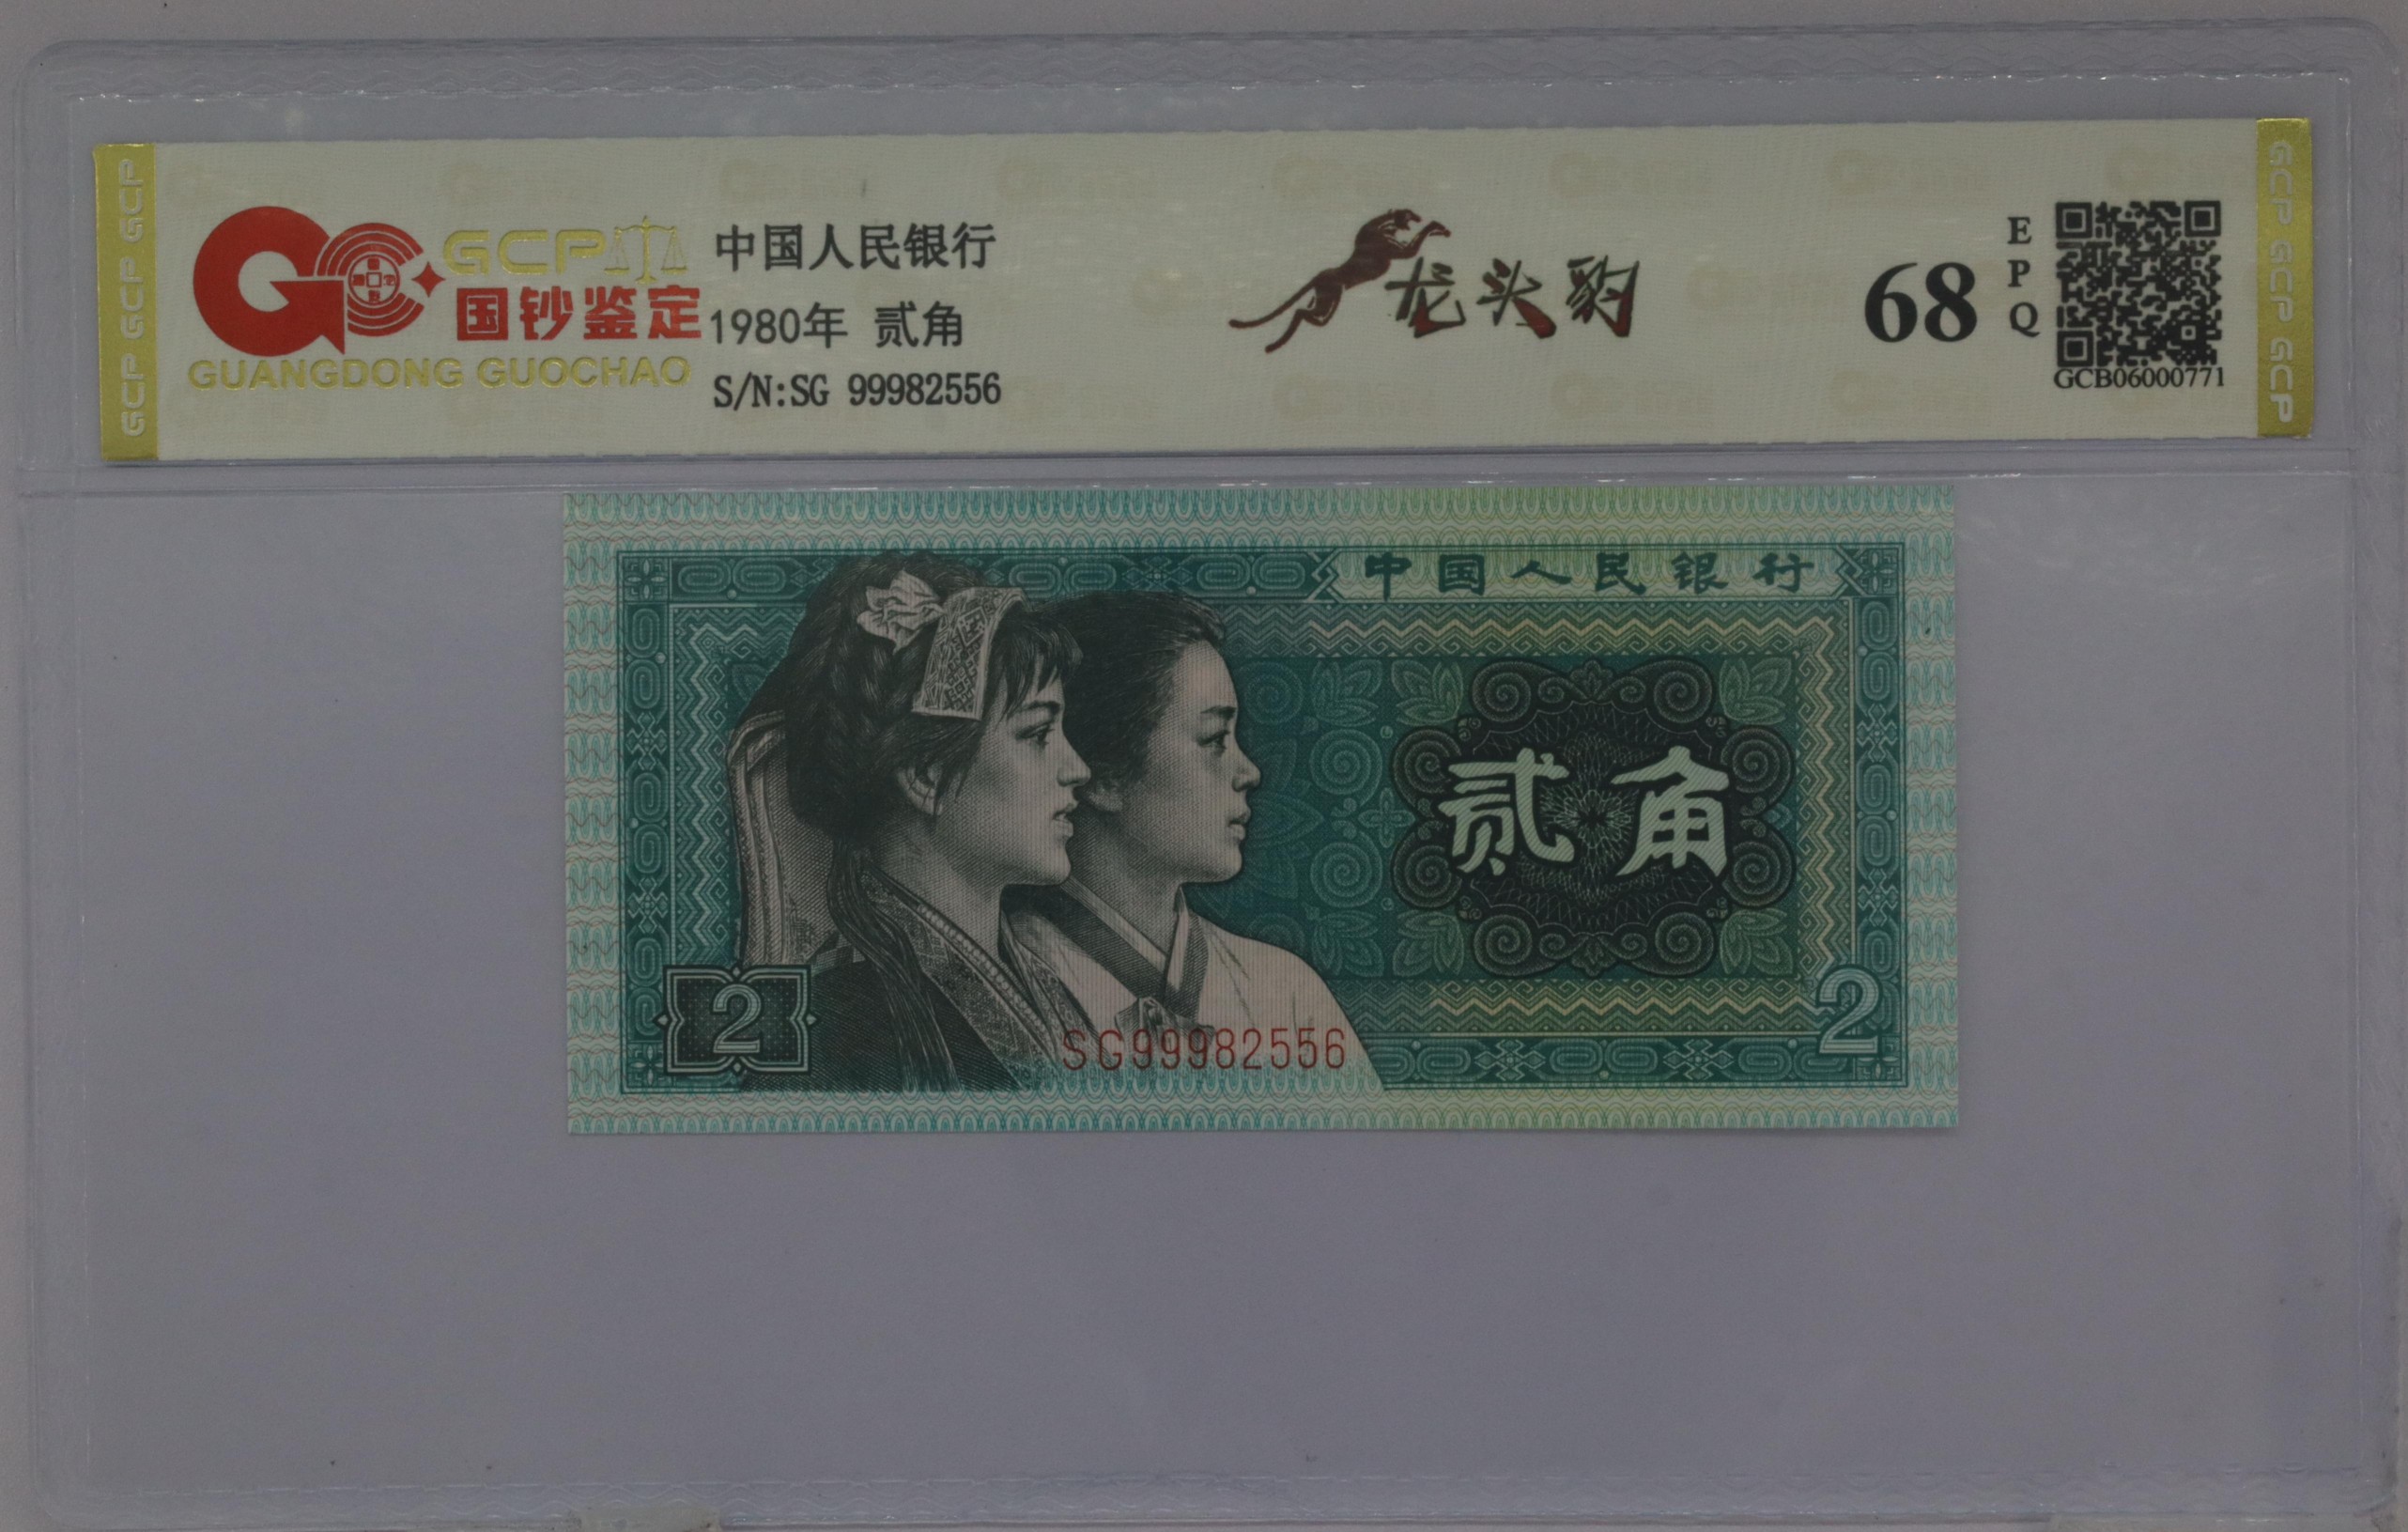 GCP GCP GCP
GCP
国钞鉴定
GUANGDONG GUOCHAO
中国人民银行
1980年 贰角
S/N:SG 99982556
龙头豹
68
EPQ
GCB06000771
GCP GCP GCP
中国人民银行
贰角
2
SG99982556
2